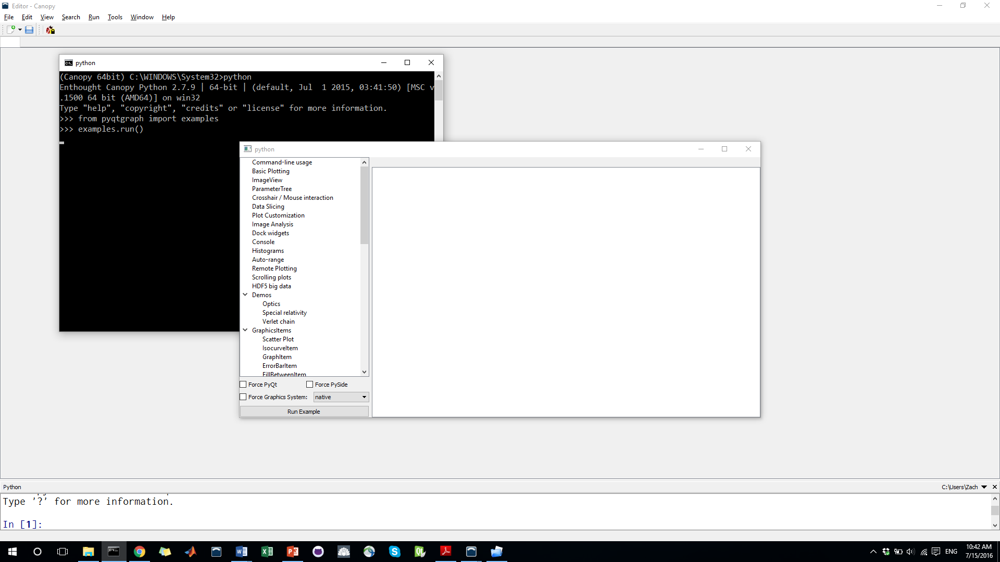 Editor - Canopy
File Edit View Search Run Tools Window Help
python
(Canopy 64bit) C:\WINDOWS\System32>python
Enthought Canopy Python 2.7.9 | 64-bit | (default, Jul  1 2015, 03:41:50) [MSC v
.1500 64 bit (AMD64)] on win32
Type "help", "copyright", "credits" or "license" for more information.
>>> from pyqtgraph import examples
>>> examples.run()
python
Command-line usage
Basic Plotting
ImageView
ParameterTree
Crosshair / Mouse interaction
Data Slicing
Plot Customization
Image Analysis
Dock widgets
Console
Histograms
Auto-range
Remote Plotting
Scrolling plots
HDF5 big data
Demos
Optics
Special relativity
Verlet chain
GraphicsItems
Scatter Plot
IsocurveItem
GraphItem
ErrorBarItem
FillBetweenItem
Force PyQt Force PySide
Force Graphics System: native
Run Example
Python C:\Users\Zach
Type '?' for more information.
In [1]:
ENG
10:42 AM
7/15/2016